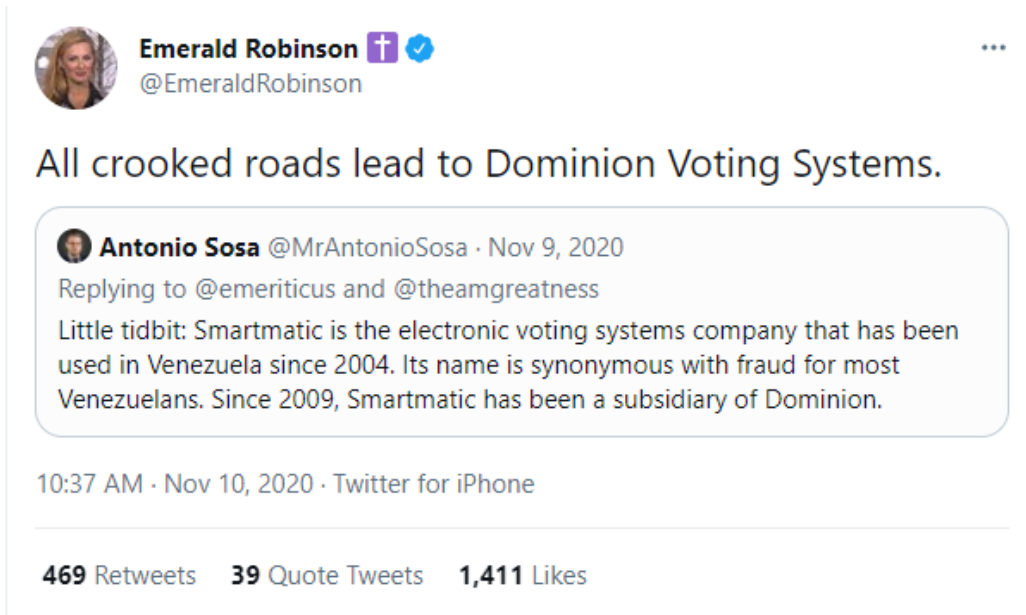 Emerald Robinson ✝️
@EmeraldRobinson
All crooked roads lead to Dominion Voting Systems.
Antonio Sosa @MrAntonioSosa · Nov 9, 2020
Replying to @emeriticus and @theamgreatness
Little tidbit: Smartmatic is the electronic voting systems company that has been
used in Venezuela since 2004. Its name is synonymous with fraud for most
Venezuelans. Since 2009, Smartmatic has been a subsidiary of Dominion.
10:37 AM · Nov 10, 2020 · Twitter for iPhone
469 Retweets 39 Quote Tweets 1,411 Likes